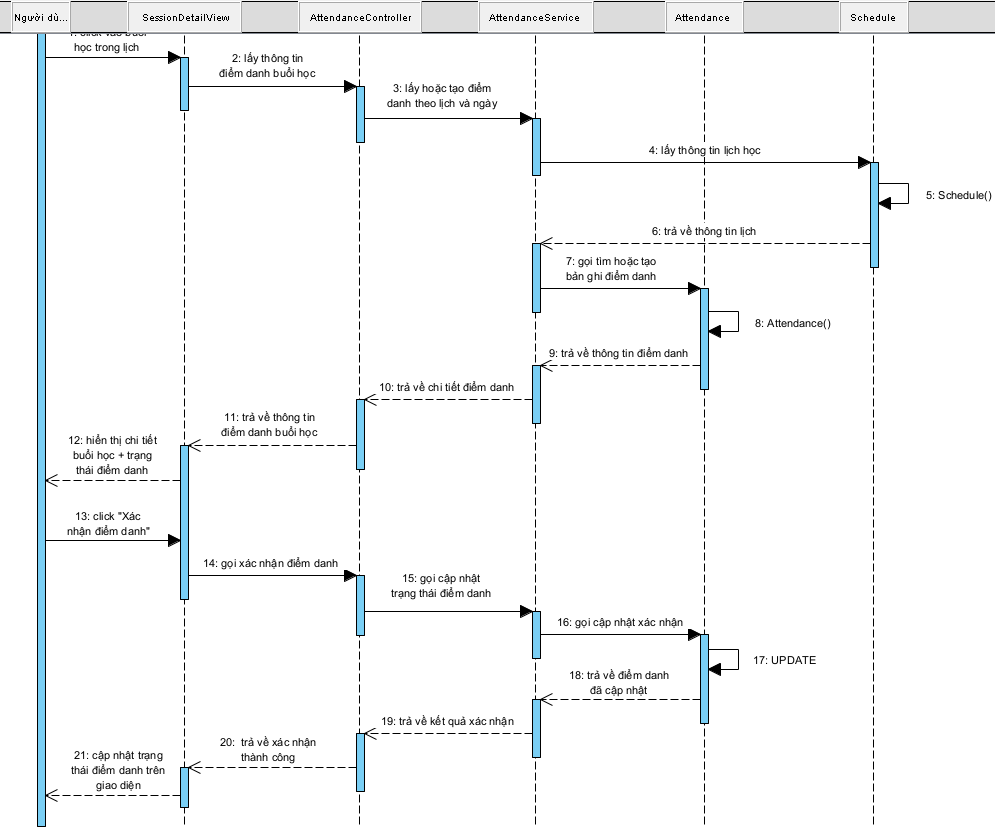 Người dù...
SessionDetailView
AttendanceController
AttendanceService
Attendance
Schedule
1: click vào buổi
học trong lịch
2: lấy thông tin
điểm danh buổi học
3: lấy hoặc tạo điểm
danh theo lịch và ngày
4: lấy thông tin lịch học
5: Schedule()
6: trả về thông tin lịch
7: gọi tìm hoặc tạo
bản ghi điểm danh
8: Attendance()
9: trả về thông tin điểm danh
10: trả về chi tiết điểm danh
11: trả về thông tin
điểm danh buổi học
12: hiển thị chi tiết
buổi học + trạng
thái điểm danh
13: click "Xác
nhận điểm danh"
14: gọi xác nhận điểm danh
15: gọi cập nhật
trạng thái điểm danh
16: gọi cập nhật xác nhận
17: UPDATE
18: trả về điểm danh
đã cập nhật
19: trả về kết quả xác nhận
20: trả về xác nhận
thành công
21: cập nhật trạng
thái điểm danh trên
giao diện